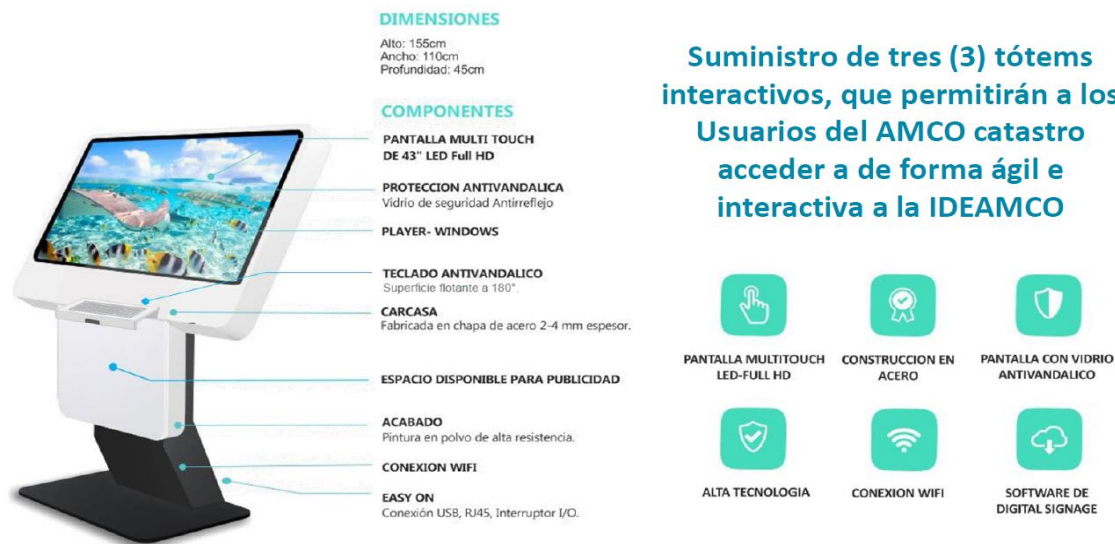 DIMENSIONES
Alto: 155cm
Ancho: 110cm
Profundidad: 45cm
COMPONENTES
PANTALLA MULTI TOUCH
DE 43" LED Full HD
PROTECCION ANTIVANDALICA
Vidrio de seguridad Antirreflejo
PLAYER- WINDOWS
TECLADO ANTIVANDALICO
Superficie flotante a 180°.
CARCASA
Fabricada en chapa de acero 2-4 mm espesor.
ESPACIO DISPONIBLE PARA PUBLICIDAD
ACABADO
Pintura en polvo de alta resistencia.
CONEXION WIFI
EASY ON
Conexión USB, RJ45, Interruptor I/O.
Suministro de tres (3) tótems
interactivos, que permitirán a los
Usuarios del AMCO catastro
acceder a de forma ágil e
interactiva a la IDEAMCO
PANTALLA MULTITOUCH
LED-FULL HD
CONSTRUCCION EN
ACERO
PANTALLA CON VIDRIO
ANTIVANDALICO
ALTA TECNOLOGIA
CONEXION WIFI
SOFTWARE DE
DIGITAL SIGNAGE